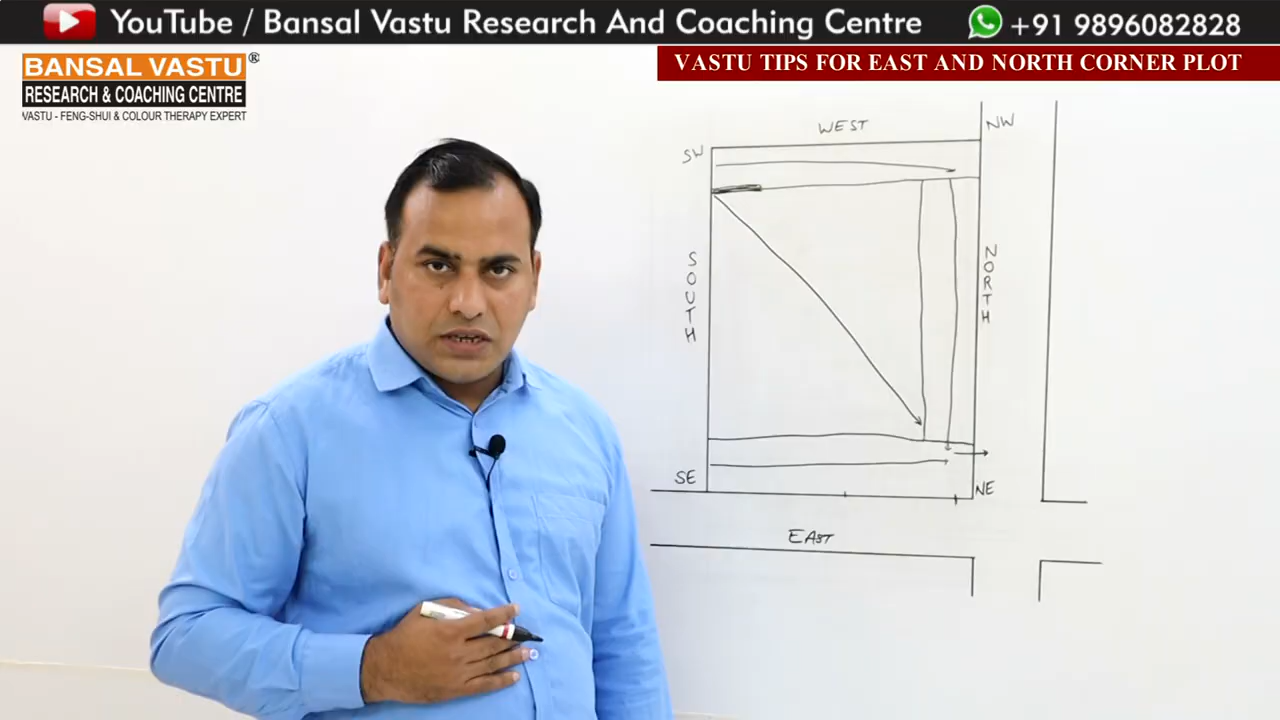 YouTube / Bansal Vastu Research And Coaching Centre
+91 9896082828
BANSAL VASTU®
RESEARCH & COACHING CENTRE
VASTU - FENG-SHUI & COLOUR THERAPY EXPERT
VASTU TIPS FOR EAST AND NORTH CORNER PLOT
WEST
NW
SW
SOUTH
NORTH
SE
NE
EAST